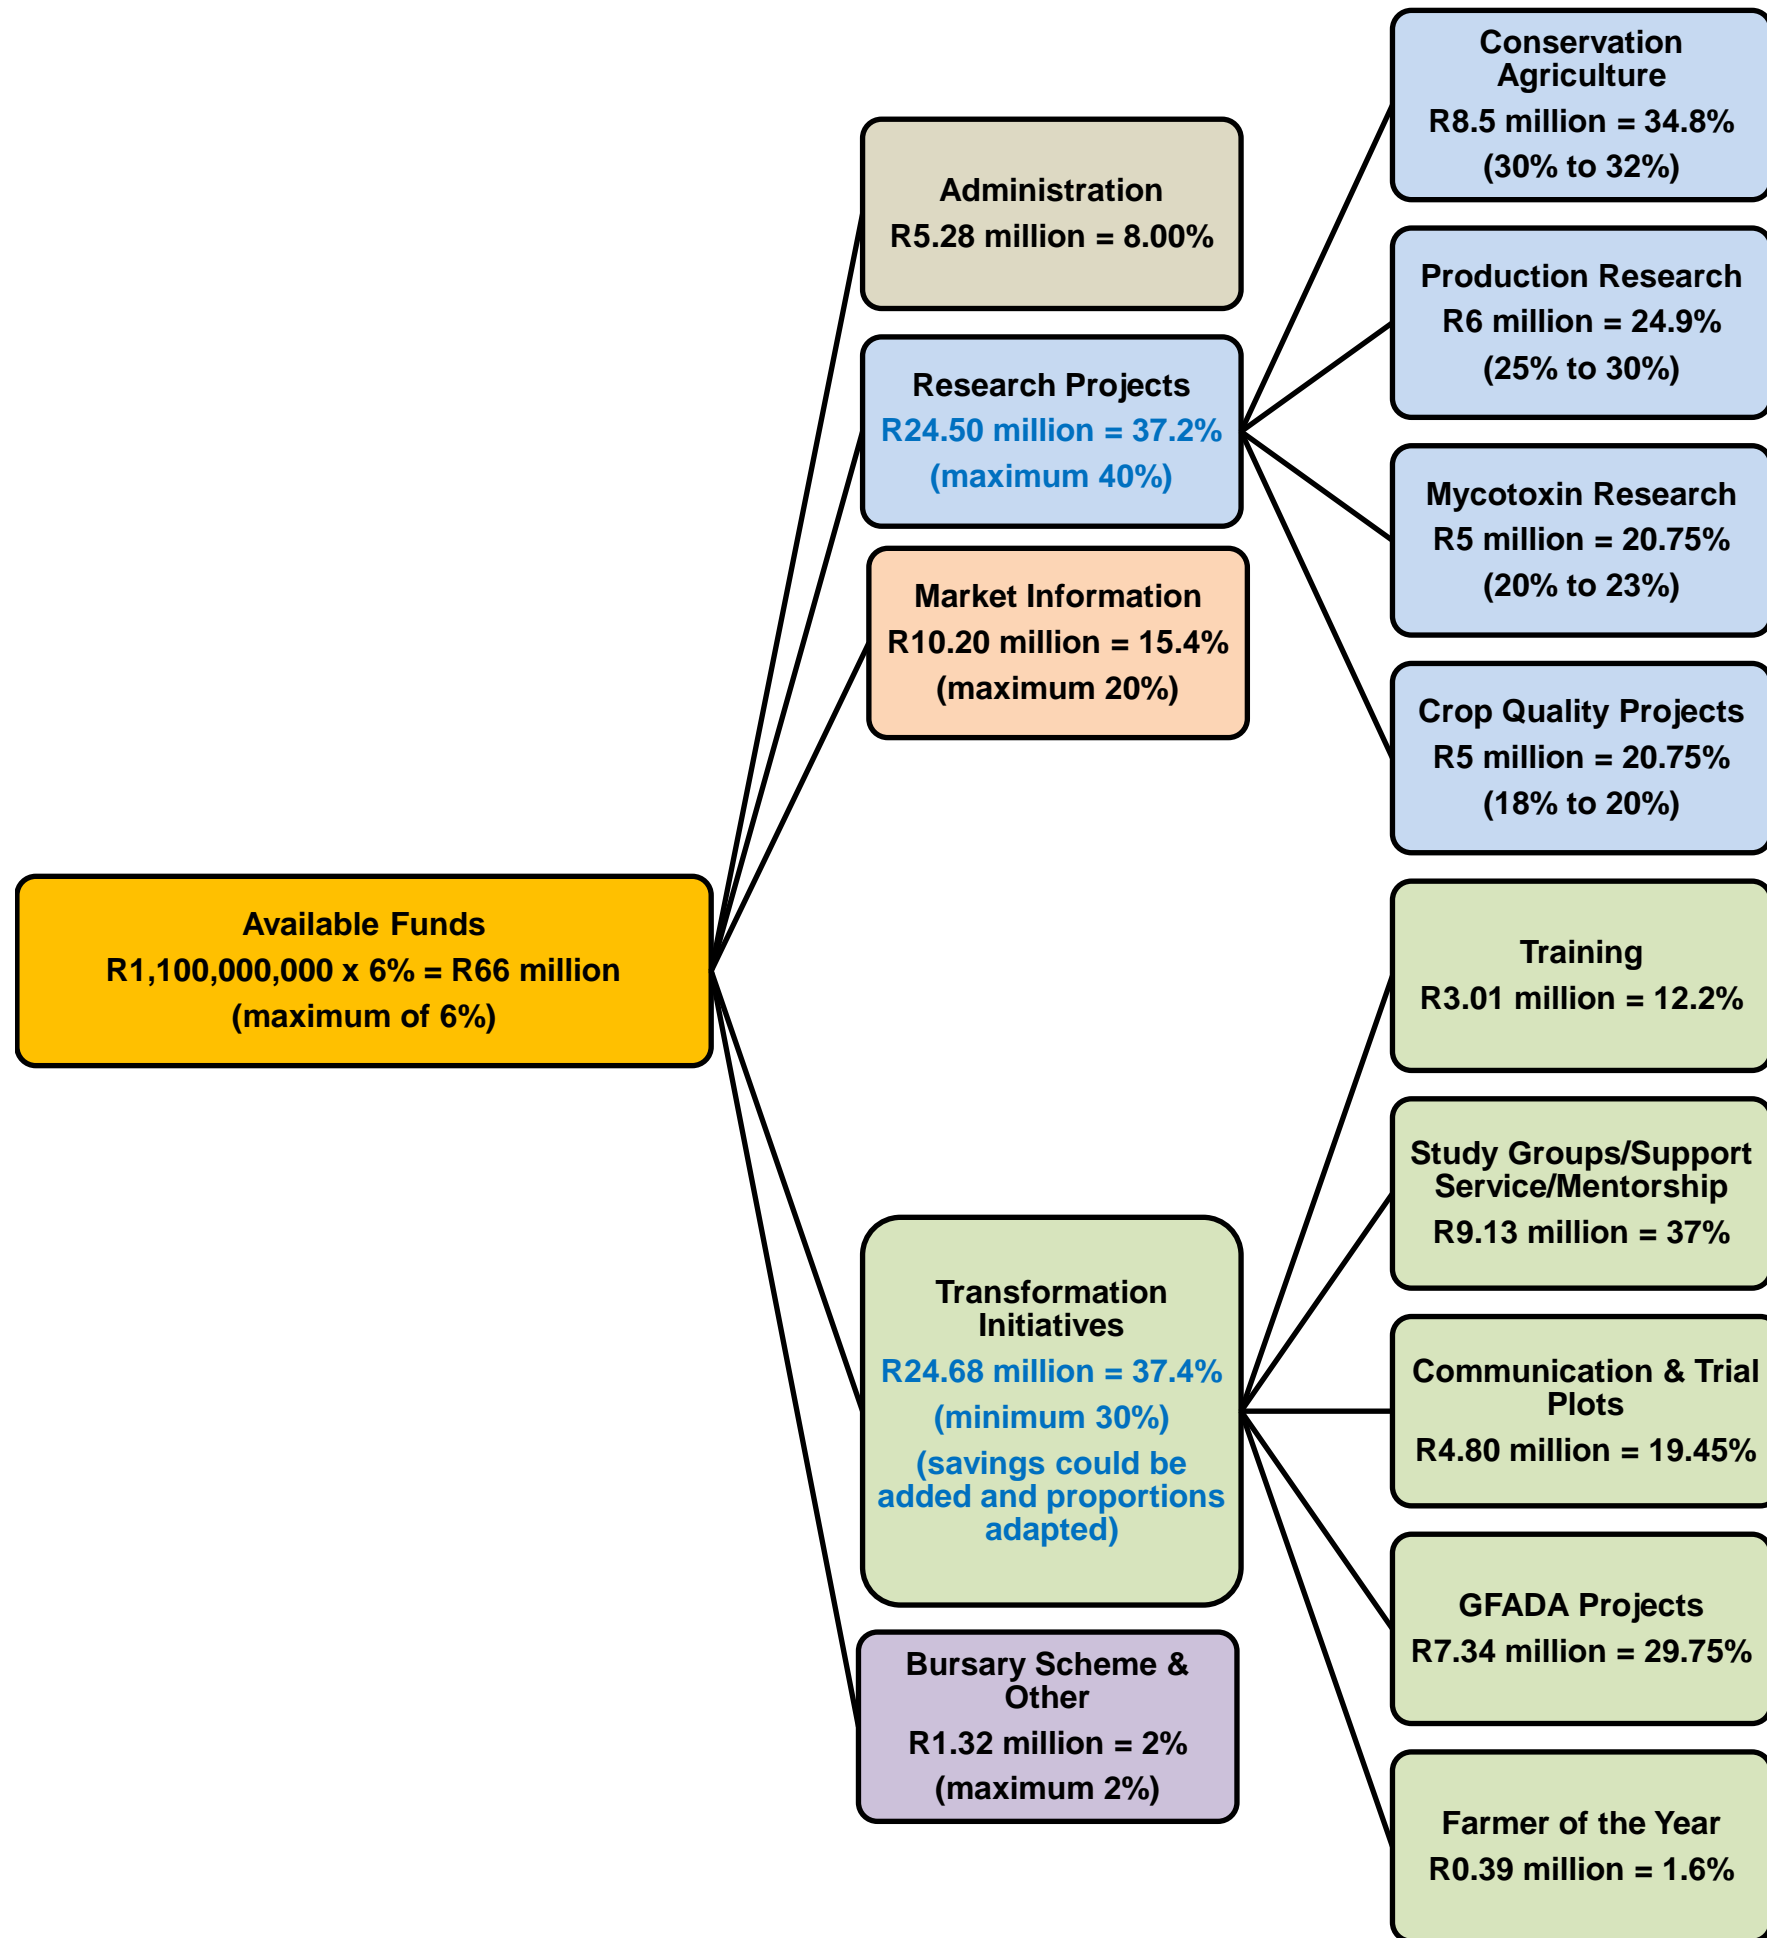 Available Funds
R1,100,000,000 x 6% = R66 million
(maximum of 6%)
Administration
R5.28 million = 8.00%
Research Projects
R24.50 million = 37.2%
(maximum 40%)
Market Information
R10.20 million = 15.4%
(maximum 20%)
Transformation
Initiatives
R24.68 million = 37.4%
(minimum 30%)
(savings could be
added and proportions
adapted)
Bursary Scheme &
Other
R1.32 million = 2%
(maximum 2%)
Conservation
Agriculture
R8.5 million = 34.8%
(30% to 32%)
Production Research
R6 million = 24.9%
(25% to 30%)
Mycotoxin Research
R5 million = 20.75%
(20% to 23%)
Crop Quality Projects
R5 million = 20.75%
(18% to 20%)
Training
R3.01 million = 12.2%
Study Groups/Support
Service/Mentorship
R9.13 million = 37%
Communication & Trial
Plots
R4.80 million = 19.45%
GFADA Projects
R7.34 million = 29.75%
Farmer of the Year
R0.39 million = 1.6%